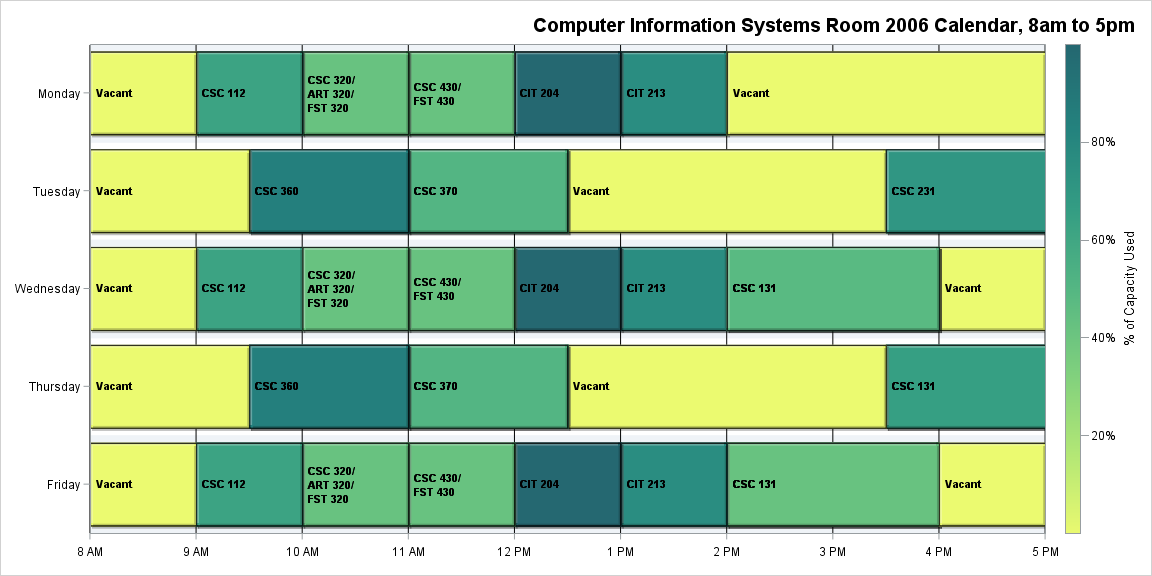 Computer Information Systems Room 2006 Calendar, 8am to 5pm
Monday
Vacant
CSC 112
CSC 320/
ART 320/
FST 320
CSC 430/
FST 430
CIT 204
CIT 213
Vacant
Tuesday
Vacant
CSC 360
CSC 370
Vacant
CSC 231
Wednesday
Vacant
CSC 112
CSC 320/
ART 320/
FST 320
CSC 430/
FST 430
CIT 204
CIT 213
CSC 131
Vacant
Thursday
Vacant
CSC 360
CSC 370
Vacant
CSC 131
Friday
Vacant
CSC 112
CSC 320/
ART 320/
FST 320
CSC 430/
FST 430
CIT 204
CIT 213
CSC 131
Vacant
8 AM 9 AM 10 AM 11 AM 12 PM 1 PM 2 PM 3 PM 4 PM 5 PM
80%
60%
40%
20%
% of Capacity Used